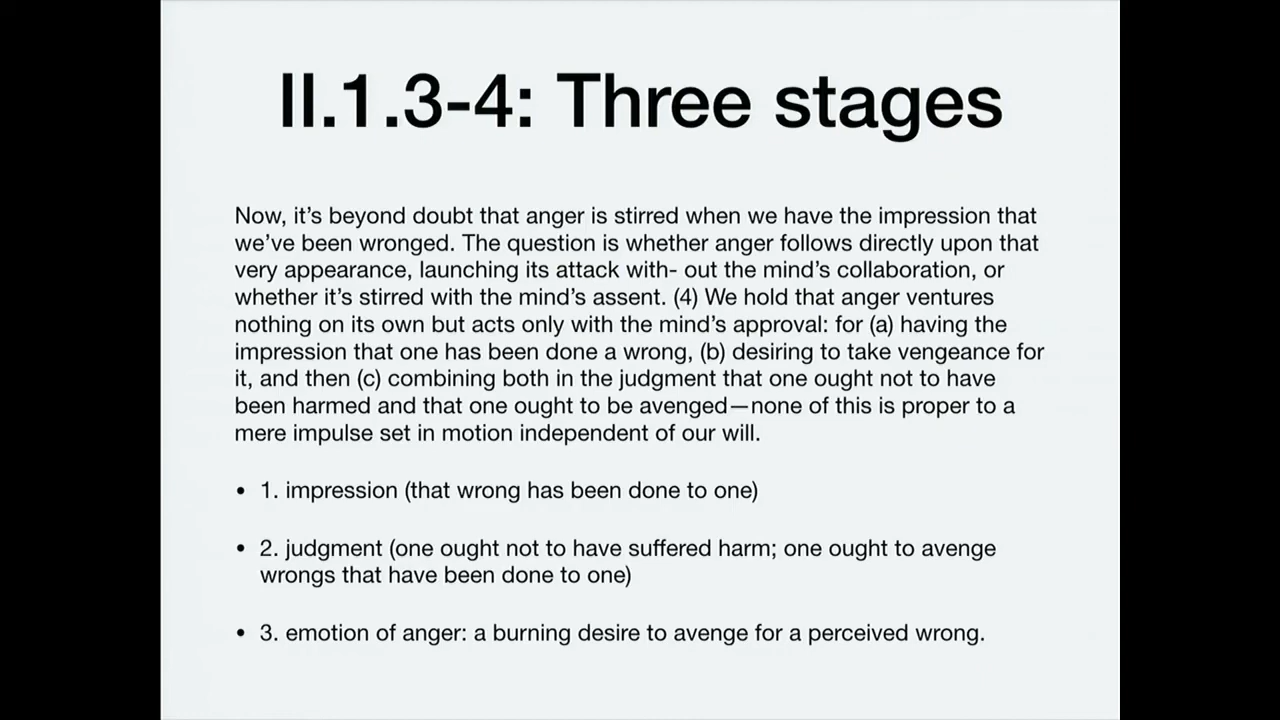 II.1.3-4: Three stages
Now, it’s beyond doubt that anger is stirred when we have the impression that
we’ve been wronged. The question is whether anger follows directly upon that
very appearance, launching its attack with- out the mind’s collaboration, or
whether it’s stirred with the mind’s assent. (4) We hold that anger ventures
nothing on its own but acts only with the mind’s approval: for (a) having the
impression that one has been done a wrong, (b) desiring to take vengeance for
it, and then (c) combining both in the judgment that one ought not to have
been harmed and that one ought to be avenged—none of this is proper to a
mere impulse set in motion independent of our will.
• 1. impression (that wrong has been done to one)
• 2. judgment (one ought not to have suffered harm; one ought to avenge
wrongs that have been done to one)
• 3. emotion of anger: a burning desire to avenge for a perceived wrong.